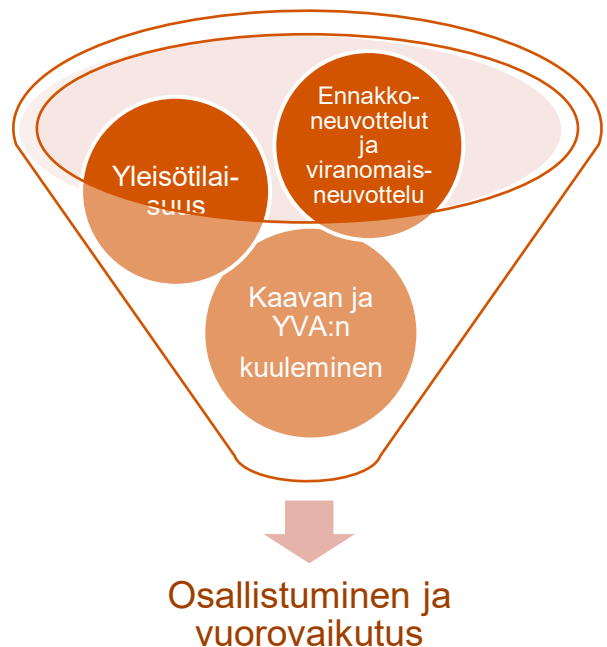 Ennakko-
neuvottelut
ja
viranomais-
neuvottelu
Yleisötilai-
suus
Kaavan ja
YVA:n
kuuleminen
Osallistuminen ja
vuorovaikutus